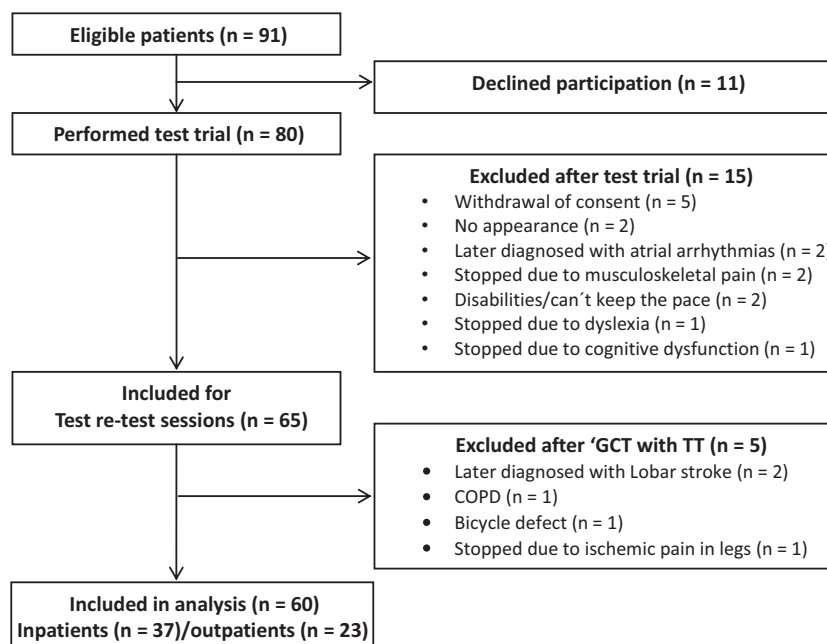 Eligible patients (n = 91)
Declined participation (n = 11)
Performed test trial (n = 80)
Excluded after test trial (n = 15)
• Withdrawal of consent (n = 5)
• No appearance (n = 2)
• Later diagnosed with atrial arrhythmias (n = 2)
• Stopped due to musculoskeletal pain (n = 2)
• Disabilities/can´t keep the pace (n = 2)
• Stopped due to dyslexia (n = 1)
• Stopped due to cognitive dysfunction (n = 1)
Included for
Test re-test sessions (n = 65)
Excluded after ‘GCT with TT (n = 5)
• Later diagnosed with Lobar stroke (n = 2)
• COPD (n = 1)
• Bicycle defect (n = 1)
• Stopped due to ischemic pain in legs (n = 1)
Included in analysis (n = 60)
Inpatients (n = 37)/outpatients (n = 23)